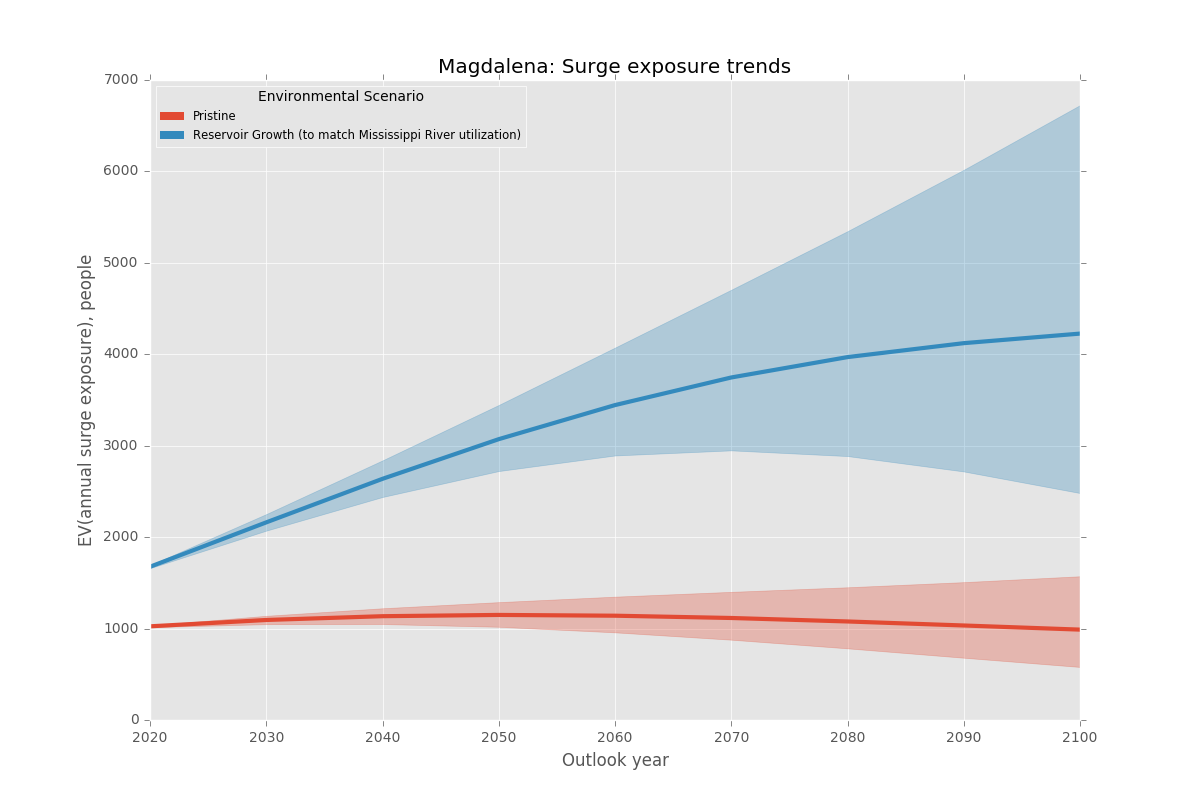 Magdalena: Surge exposure trends
Environmental Scenario
Pristine
Reservoir Growth (to match Mississippi River utilization)
7000
6000
5000
4000
3000
2000
1000
0
EV(annual surge exposure), people
2020 2030 2040 2050 2060 2070 2080 2090 2100
Outlook year